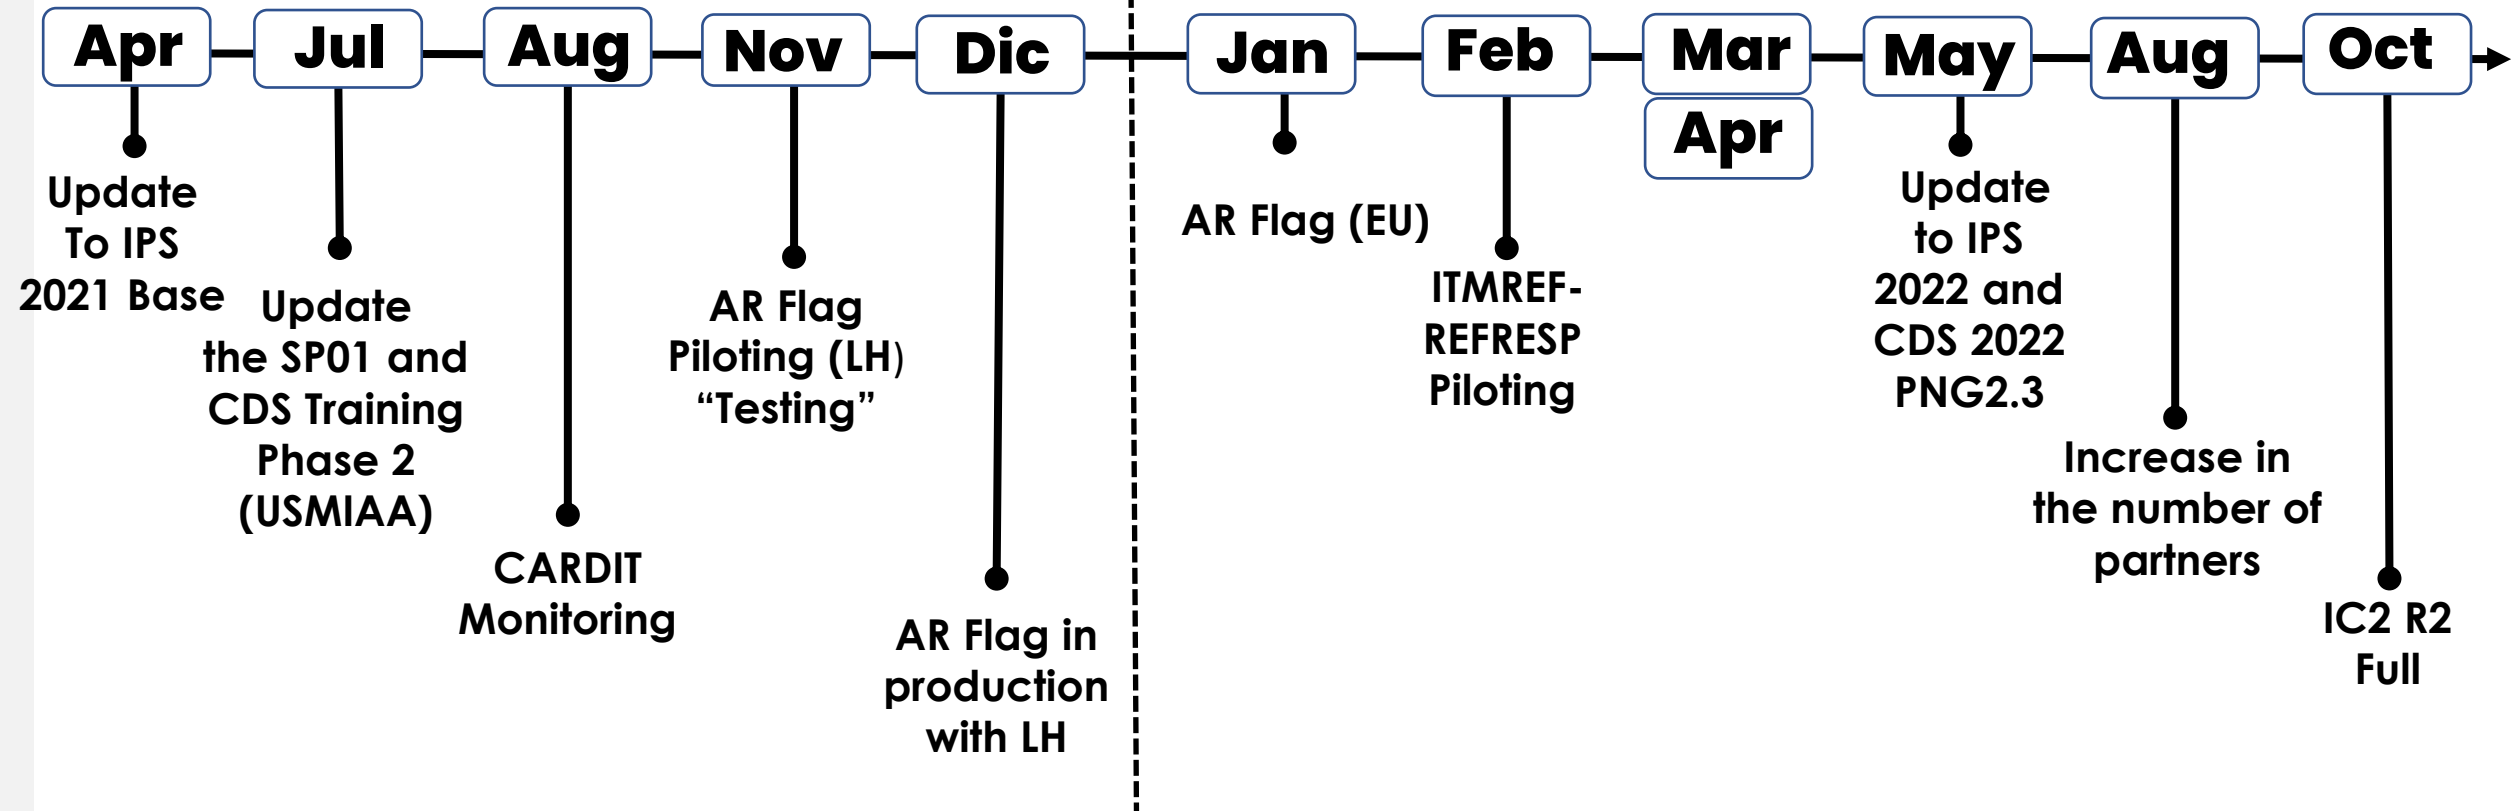 Apr
Jul
Aug
Nov
Dic
Jan
Feb
Mar
Apr
May
Aug
Oct
Update
To IPS
2021 Base
Update
the SP01 and
CDS Training
Phase 2
(USMIAA)
CARDIT
Monitoring
AR Flag
Piloting (LH)
“Testing”
AR Flag in
production
with LH
AR Flag (EU)
ITMREF-
REFRESP
Piloting
Update
to IPS
2022 and
CDS 2022
PNG2.3
Increase in
the number of
partners
IC2 R2
Full